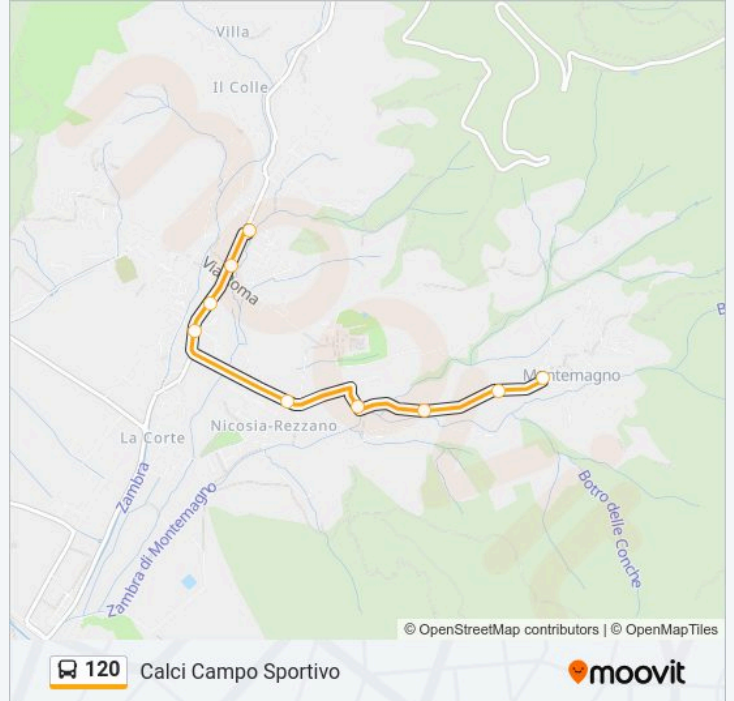 Villa
Il Colle
Via Roma
Montemagno
Nicosia-Rezzano
La Corte
Zambra
Zambra di Montemagno
Botro delle Conche
B
© OpenStreetMap contributors | © OpenMapTiles
120 Calci Campo Sportivo
moovit